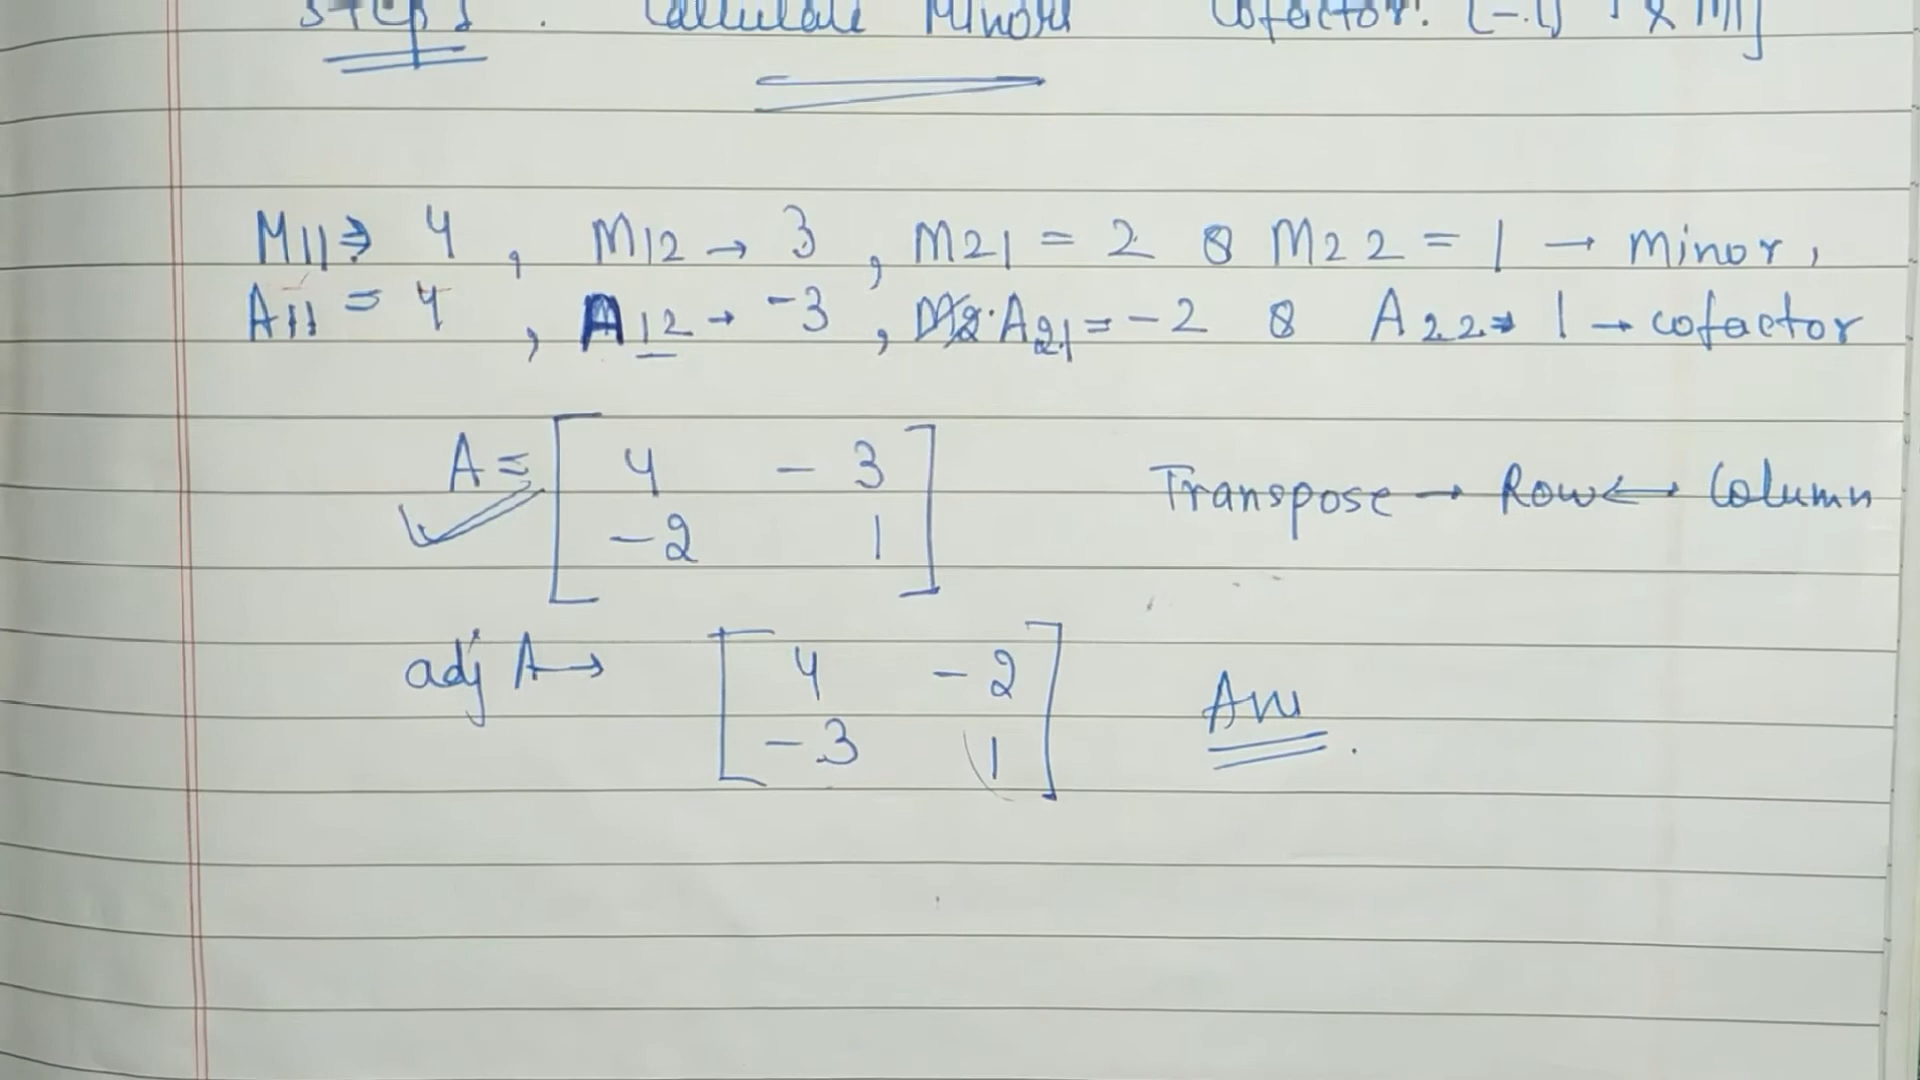 Calculate Minors Cofactor.
M11⇒ 4 , M12 → 3 , M21 = 2 & M22 = 1 → Minor,
A11 = 4 , A12 → -3 , A21 = -2 & A22 = 1 → cofactor
A = [ 4 - 3
-2 1 ]
Transpose → Row ↔ Column
adj A → [ 4 - 2
- 3 1 ]
Ans